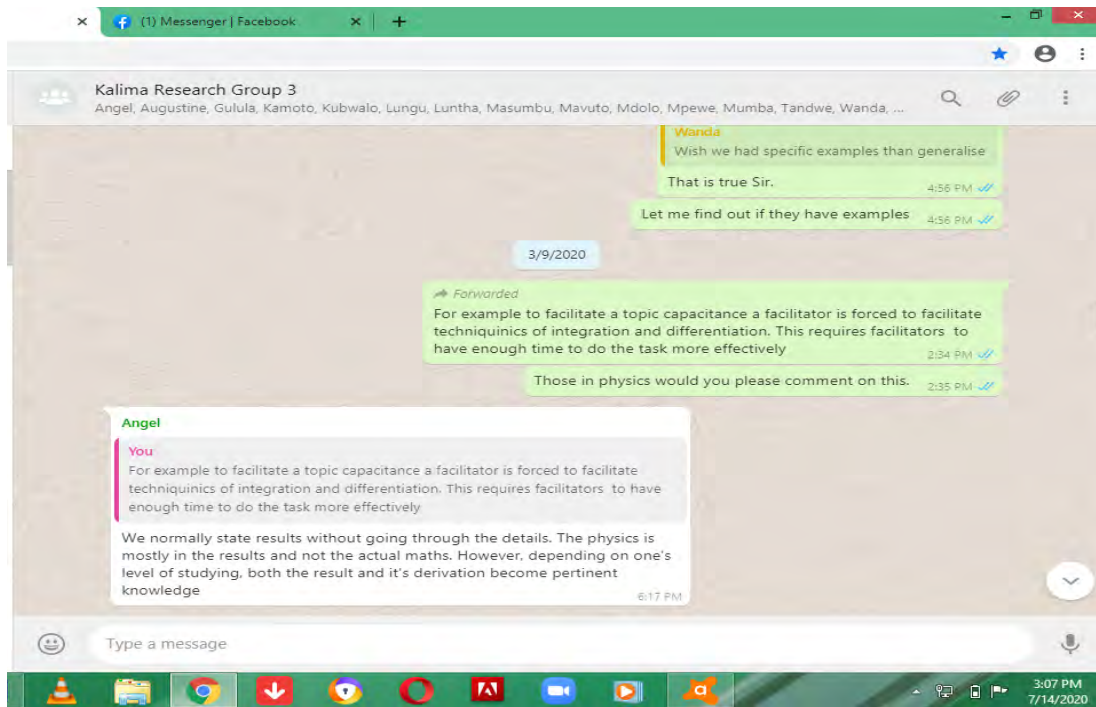 (1) Messenger | Facebook
Kalima Research Group 3
Angel, Augustine, Gulula, Kamoto, Kubwalo, Lungu, Luntha, Masumbu, Mavuto, Mdolo, Mpewe, Mumba, Tandwe, Wanda, ...
Wanda
Wish we had specific examples than generalise
That is true Sir.
4:56 PM
Let me find out if they have examples
4:56 PM
3/9/2020
Forwarded
For example to facilitate a topic capacitance a facilitator is forced to facilitate
techniquinics of integration and differentiation. This requires facilitators to
have enough time to do the task more effectively
2:34 PM
Those in physics would you please comment on this.
2:35 PM
Angel
You
For example to facilitate a topic capacitance a facilitator is forced to facilitate
techniquinics of integration and differentiation. This requires facilitators to have
enough time to do the task more effectively
We normally state results without going through the details. The physics is
mostly in the results and not the actual maths. However, depending on one's
level of studying, both the result and it's derivation become pertinent
knowledge
6:17 PM
Type a message
3:07 PM
7/14/2020